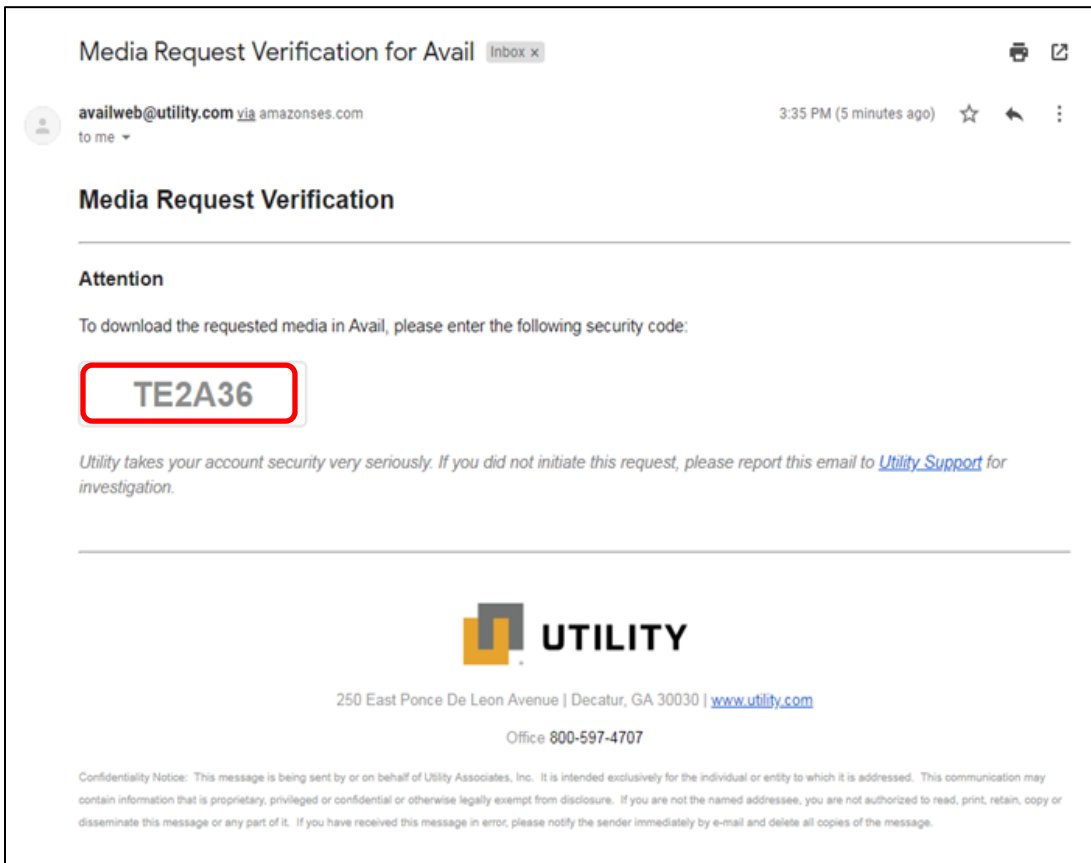 Media Request Verification for Avail Inbox x
availweb@utility.com via amazonses.com 3:35 PM (5 minutes ago)
to me
Media Request Verification
Attention
To download the requested media in Avail, please enter the following security code:
TE2A36
Utility takes your account security very seriously. If you did not initiate this request, please report this email to Utility Support for
investigation.
UTILITY
250 East Ponce De Leon Avenue | Decatur, GA 30030 | www.utility.com
Office 800-597-4707
Confidentiality Notice: This message is being sent by or on behalf of Utility Associates, Inc. It is intended exclusively for the individual or entity to which it is addressed. This communication may
contain information that is proprietary, privileged or confidential or otherwise legally exempt from disclosure. If you are not the named addressee, you are not authorized to read, print, retain, copy or
disseminate this message or any part of it. If you have received this message in error, please notify the sender immediately by e-mail and delete all copies of the message.